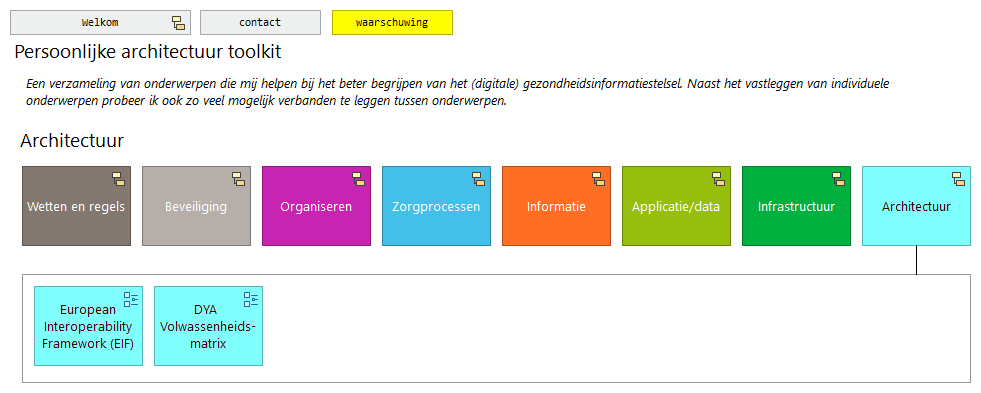 Welkom
contact
waarschuwing
Persoonlijke architectuur toolkit
Een verzameling van onderwerpen die mij helpen bij het beter begrijpen van het (digitale) gezondheidsinformatiestelsel. Naast het vastleggen van individuele
onderwerpen probeer ik ook zo veel mogelijk verbanden te leggen tussen onderwerpen.
Architectuur
Wetten en regels
Beveiliging
Organiseren
Zorgprocessen
Informatie
Applicatie/data
Infrastructuur
Architectuur
European
Interoperability
Framework (EIF)
DYA
Volwassenheids-
matrix